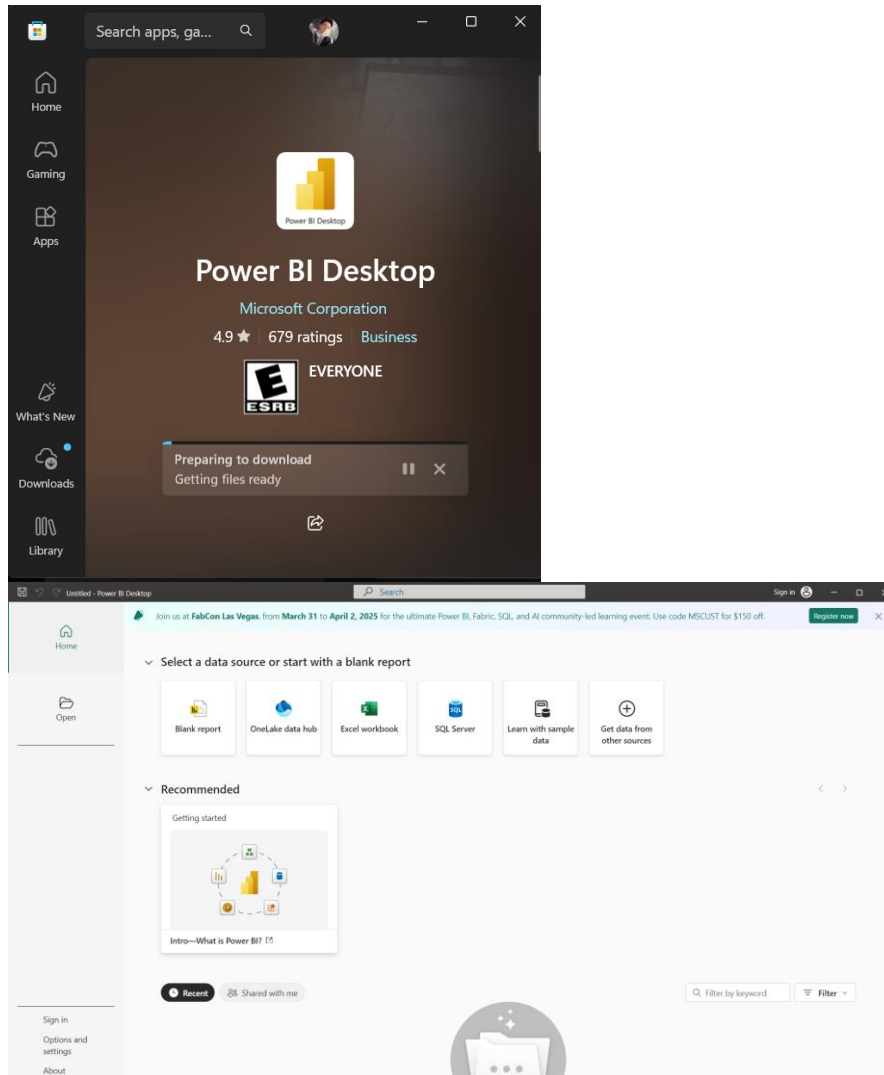 Search apps, ga...
Home
Gaming
Apps
What's New
Downloads
Library
Power BI Desktop
Power BI Desktop
Microsoft Corporation
4.9 ★ 679 ratings Business
E
ESRB
EVERYONE
Preparing to download
Getting files ready
Untitled - Power BI Desktop
Search
Sign in
Join us at FabCon Las Vegas, from March 31 to April 2, 2025 for the ultimate Power BI, Fabric, SQL, and AI community-led learning event. Use code MSCUST for $150 off.
Register now
Home
Open
Sign in
Options and
settings
About
Select a data source or start with a blank report
Blank report
OneLake data hub
Excel workbook
SQL
SQL Server
Learn with sample
data
Get data from
other sources
Recommended
Getting started
Intro—What is Power BI?
Recent
Shared with me
Filter by keyword
Filter